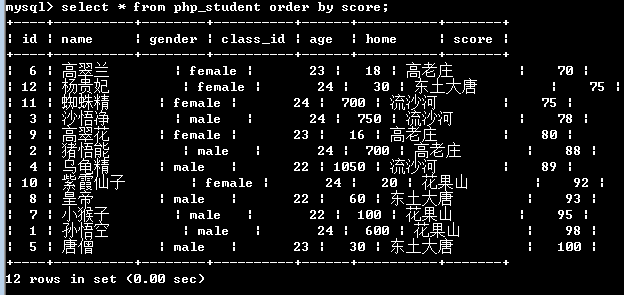 mysql> select * from php_student order by score;
+----+----------+--------+----------+------+----------+-------+
| id | name | gender | class_id | age | home | score |
+----+----------+--------+----------+------+----------+-------+
| 6 | 高翠兰 | female | 23 | 18 | 高老庄 | 70 |
| 12 | 杨贵妃 | female | 24 | 30 | 东土大唐 | 75 |
| 11 | 蜘蛛精 | female | 24 | 700 | 流沙河 | 75 |
| 3 | 沙悟净 | male | 24 | 750 | 流沙河 | 78 |
| 9 | 高翠花 | female | 23 | 16 | 高老庄 | 80 |
| 2 | 猪悟能 | male | 24 | 700 | 高老庄 | 88 |
| 4 | 乌龟精 | male | 22 | 1050 | 流沙河 | 89 |
| 10 | 紫霞仙子 | female | 24 | 20 | 花果山 | 92 |
| 8 | 皇帝 | male | 22 | 60 | 东土大唐 | 93 |
| 7 | 小猴子 | male | 22 | 100 | 花果山 | 95 |
| 1 | 孙悟空 | male | 24 | 600 | 花果山 | 98 |
| 5 | 唐僧 | male | 23 | 30 | 东土大唐 | 100 |
+----+----------+--------+----------+------+----------+-------+
12 rows in set (0.00 sec)